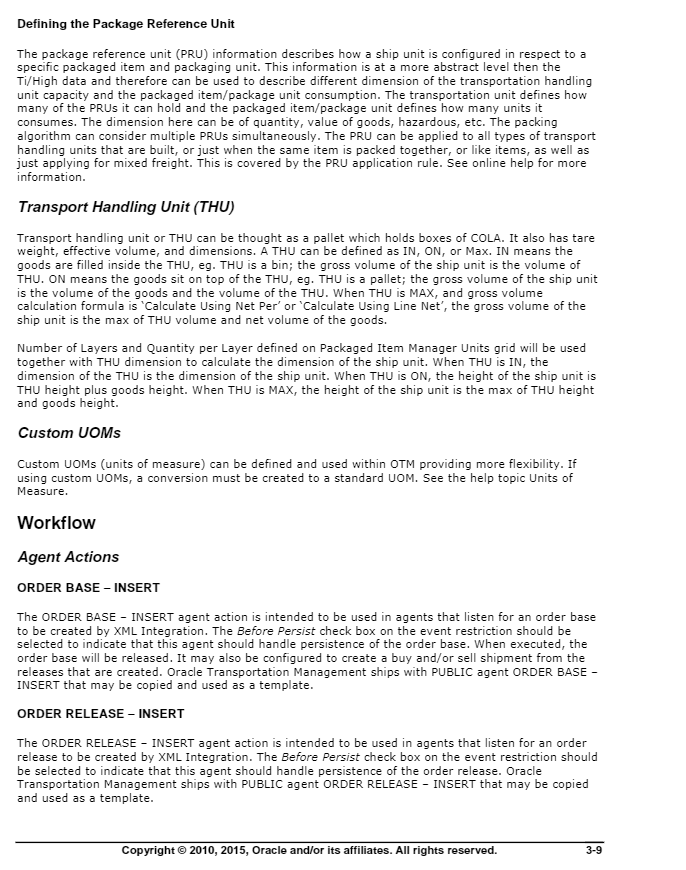 Defining the Package Reference Unit
The package reference unit (PRU) information describes how a ship unit is configured in respect to a
specific packaged item and packaging unit. This information is at a more abstract level then the
Ti/High data and therefore can be used to describe different dimension of the transportation handling
unit capacity and the packaged item/package unit consumption. The transportation unit defines how
many of the PRUs it can hold and the packaged item/package unit defines how many units it
consumes. The dimension here can be of quantity, value of goods, hazardous, etc. The packing
algorithm can consider multiple PRUs simultaneously. The PRU can be applied to all types of transport
handling units that are built, or just when the same item is packed together, or like items, as well as
just applying for mixed freight. This is covered by the PRU application rule. See online help for more
information.
Transport Handling Unit (THU)
Transport handling unit or THU can be thought as a pallet which holds boxes of COLA. It also has tare
weight, effective volume, and dimensions. A THU can be defined as IN, ON, or Max. IN means the
goods are filled inside the THU, eg. THU is a bin; the gross volume of the ship unit is the volume of
THU. ON means the goods sit on top of the THU, eg. THU is a pallet; the gross volume of the ship unit
is the volume of the goods and the volume of the THU. When THU is MAX, and gross volume
calculation formula is ‘Calculate Using Net Per’ or ‘Calculate Using Line Net’, the gross volume of the
ship unit is the max of THU volume and net volume of the goods.
Number of Layers and Quantity per Layer defined on Packaged Item Manager Units grid will be used
together with THU dimension to calculate the dimension of the ship unit. When THU is IN, the
dimension of the THU is the dimension of the ship unit. When THU is ON, the height of the ship unit is
THU height plus goods height. When THU is MAX, the height of the ship unit is the max of THU height
and goods height.
Custom UOMs
Custom UOMs (units of measure) can be defined and used within OTM providing more flexibility. If
using custom UOMs, a conversion must be created to a standard UOM. See the help topic Units of
Measure.
Workflow
Agent Actions
ORDER BASE – INSERT
The ORDER BASE – INSERT agent action is intended to be used in agents that listen for an order base
to be created by XML Integration. The Before Persist check box on the event restriction should be
selected to indicate that this agent should handle persistence of the order base. When executed, the
order base will be released. It may also be configured to create a buy and/or sell shipment from the
releases that are created. Oracle Transportation Management ships with PUBLIC agent ORDER BASE –
INSERT that may be copied and used as a template.
ORDER RELEASE – INSERT
The ORDER RELEASE – INSERT agent action is intended to be used in agents that listen for an order
release to be created by XML Integration. The Before Persist check box on the event restriction should
be selected to indicate that this agent should handle persistence of the order release. Oracle
Transportation Management ships with PUBLIC agent ORDER RELEASE – INSERT that may be copied
and used as a template.
Copyright © 2010, 2015, Oracle and/or its affiliates. All rights reserved. 3-9